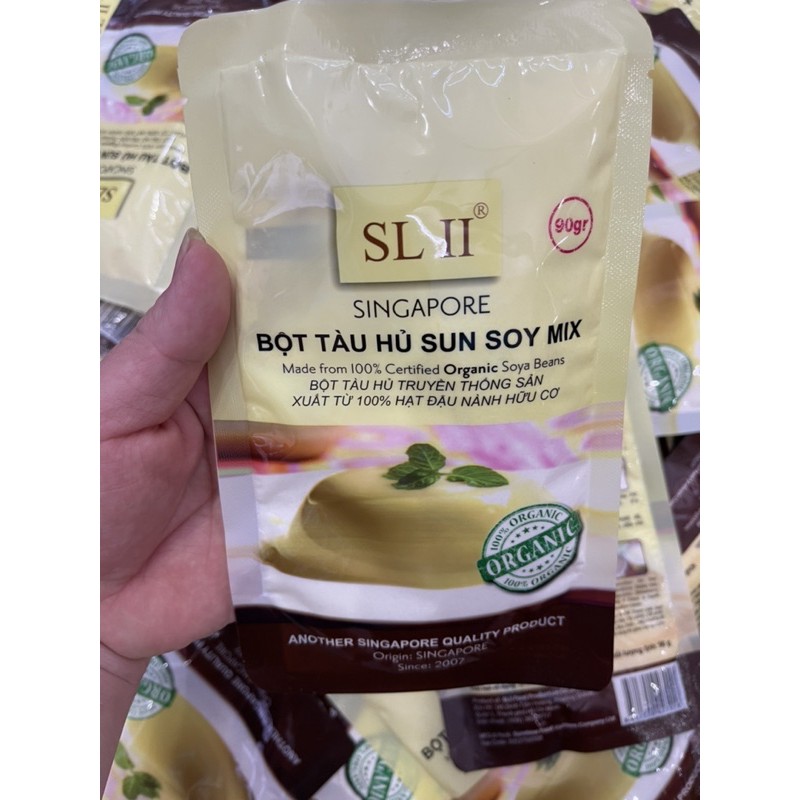 SL II®
90gr
SINGAPORE
BỘT TÀU HỦ SUN SOY MIX
Made from 100% Certified Organic Soya Beans
BỘT TÀU HỦ TRUYỀN THỐNG SẢN
XUẤT TỪ 100% HẠT ĐẬU NÀNH HỮU CƠ
100% ORGANIC
ORGANIC
100% ORGANIC
ANOTHER SINGAPORE QUALITY PRODUCT
Origin: SINGAPORE
Since: 2007